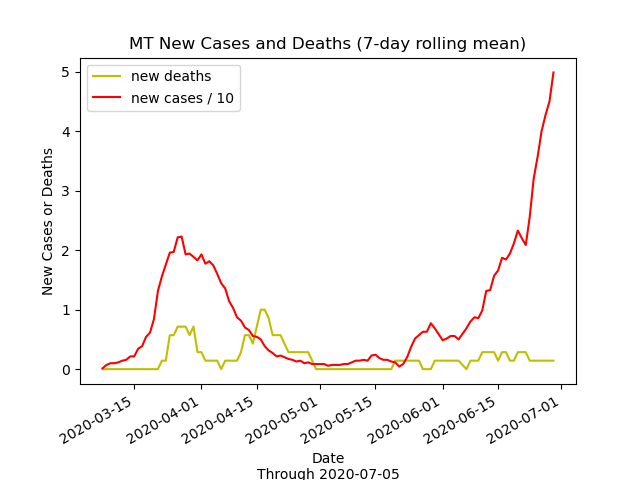 MT New Cases and Deaths (7-day rolling mean)
new deaths
new cases / 10
New Cases or Deaths
5
4
3
2
1
0
2020-03-15
2020-04-01
2020-04-15
2020-05-01
2020-05-15
2020-06-01
2020-06-15
2020-07-01
Date
Through 2020-07-05